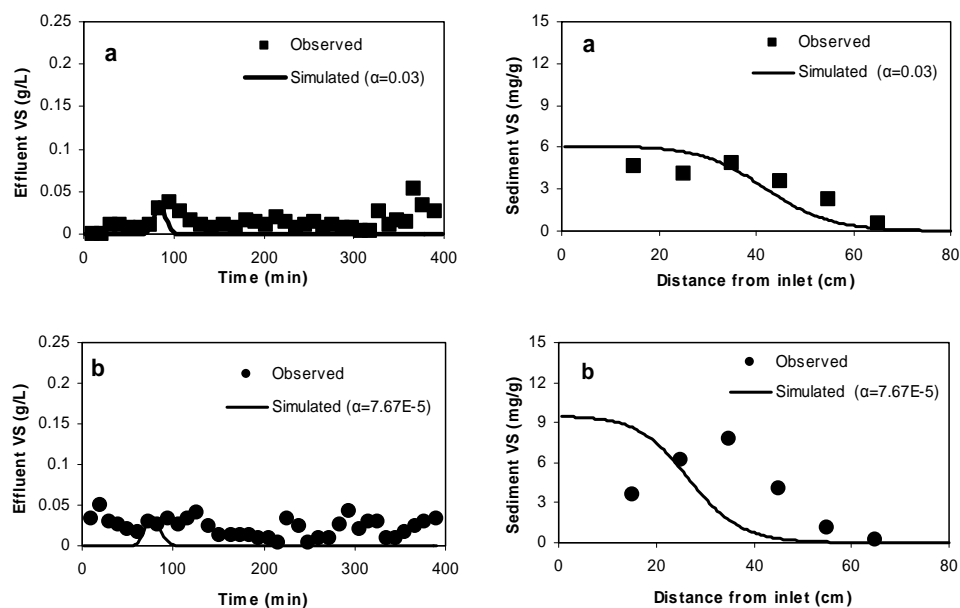 a
Observed
Simulated (α=0.03)
Effluent VS (g/L)
0.25
0.2
0.15
0.1
0.05
0
0 100 200 300 400
Time (min)
a
Observed
Simulated (α=0.03)
Sediment VS (mg/g)
15
12
9
6
3
0
0 20 40 60 80
Distance from inlet (cm)
b
Observed
Simulated (α=7.67E-5)
Effluent VS (g/L)
0.25
0.2
0.15
0.1
0.05
0
0 100 200 300 400
Time (min)
b
Observed
Simulated (α=7.67E-5)
Sediment VS (mg/g)
15
12
9
6
3
0
0 20 40 60 80
Distance from inlet (cm)